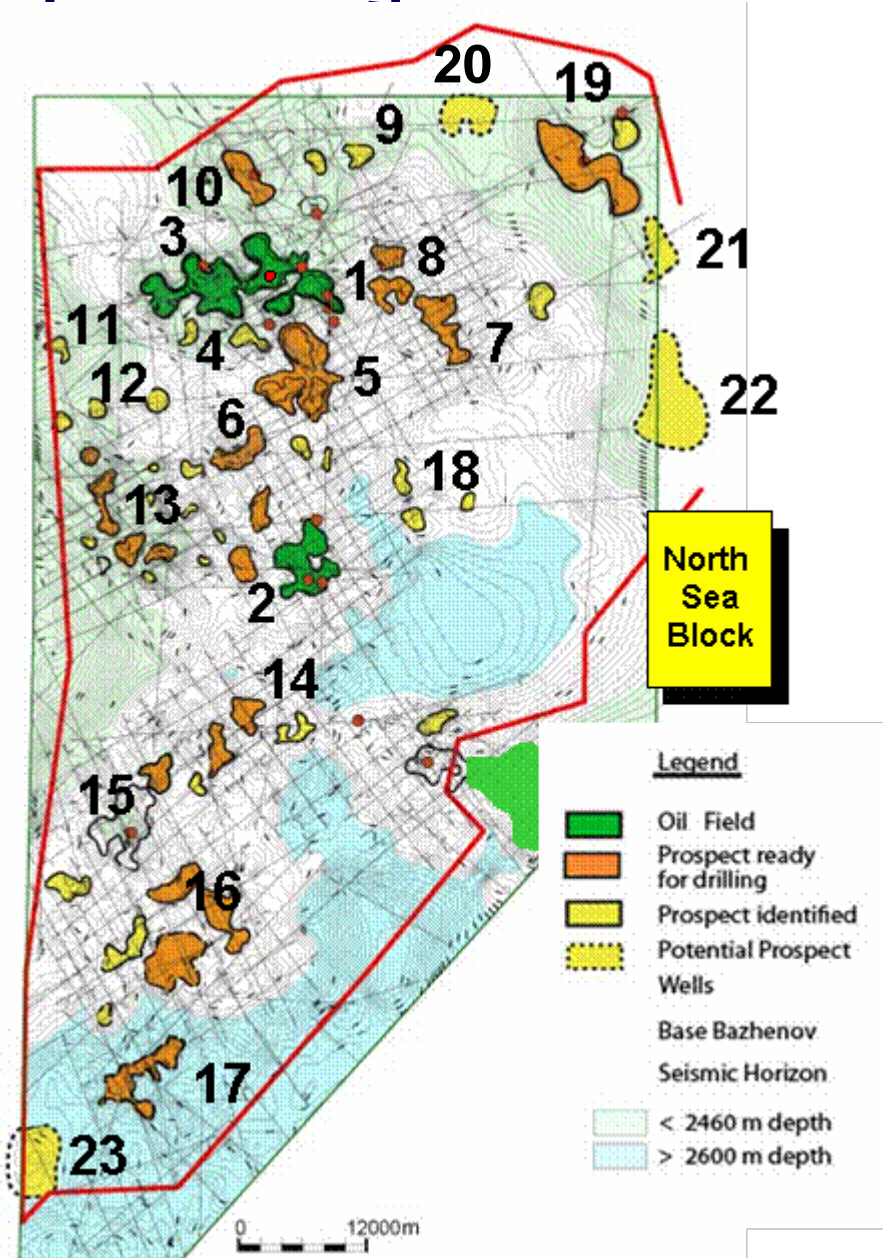 20
19
9
10
3
8
21
1
11
7
4
5
12
22
6
18
13
North
Sea
Block
2
14
Legend
15
Oil Field
Prospect ready
for drilling
16
Prospect identified
Potential Prospect
Wells
Base Bazhenov
Seismic Horizon
17
< 2460 m depth
23
> 2600 m depth
0 12000m